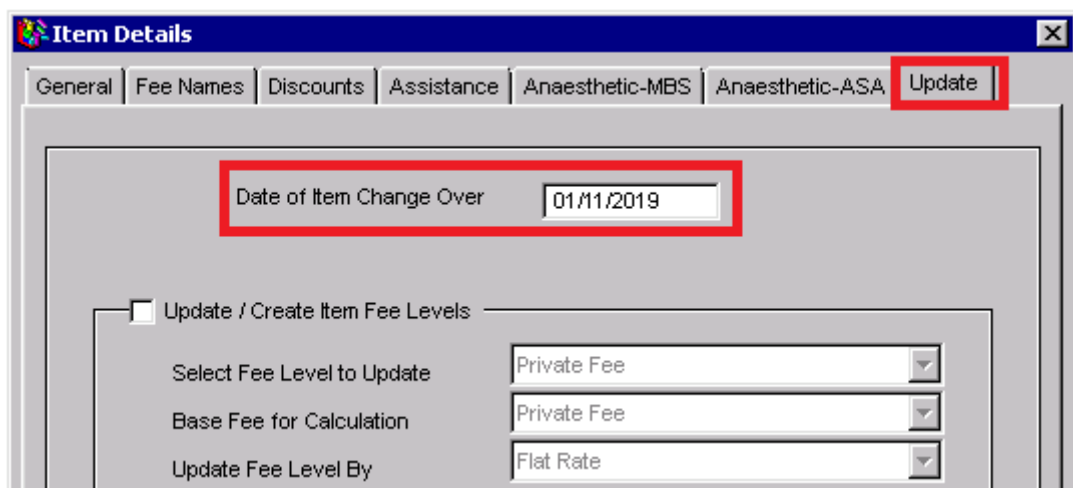 Item Details
General Fee Names Discounts Assistance Anaesthetic-MBS Anaesthetic-ASA Update
Date of Item Change Over 01/11/2019
Update / Create Item Fee Levels
Select Fee Level to Update Private Fee
Base Fee for Calculation Private Fee
Update Fee Level By Flat Rate